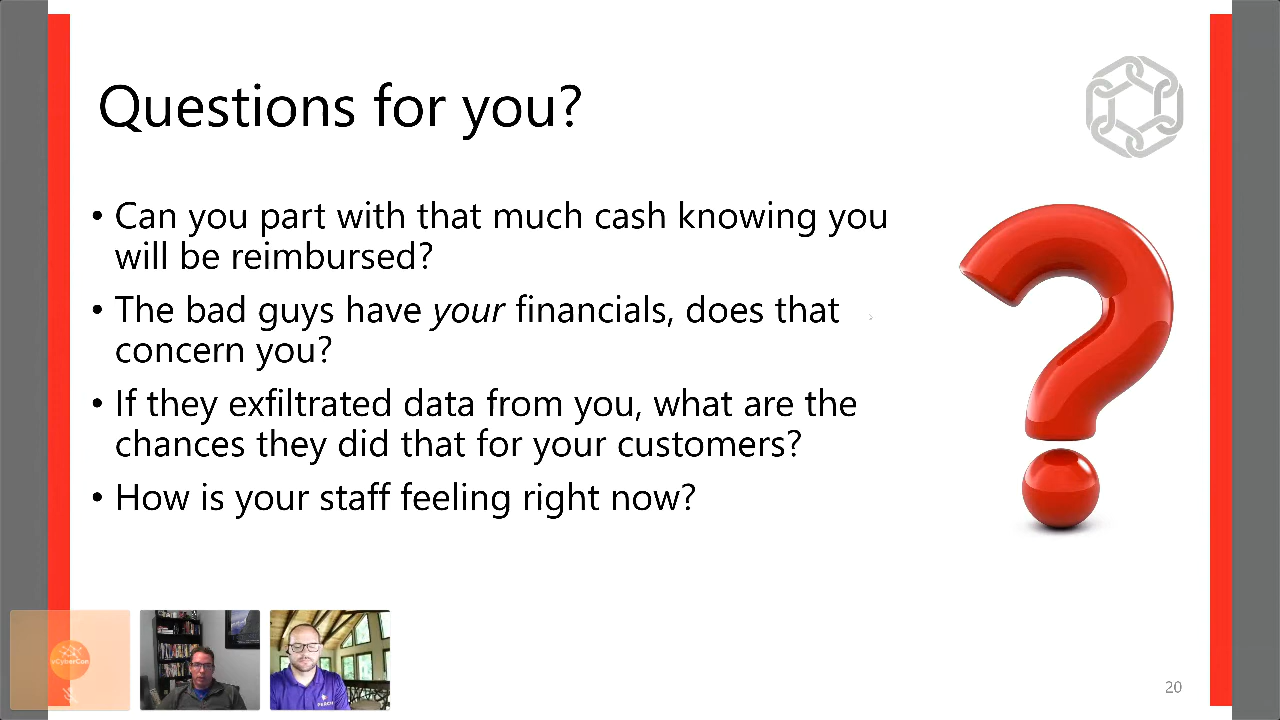 Questions for you?
• Can you part with that much cash knowing you
will be reimbursed?
• The bad guys have your financials, does that
concern you?
• If they exfiltrated data from you, what are the
chances they did that for your customers?
• How is your staff feeling right now?
vCyberCon
PERCH
20